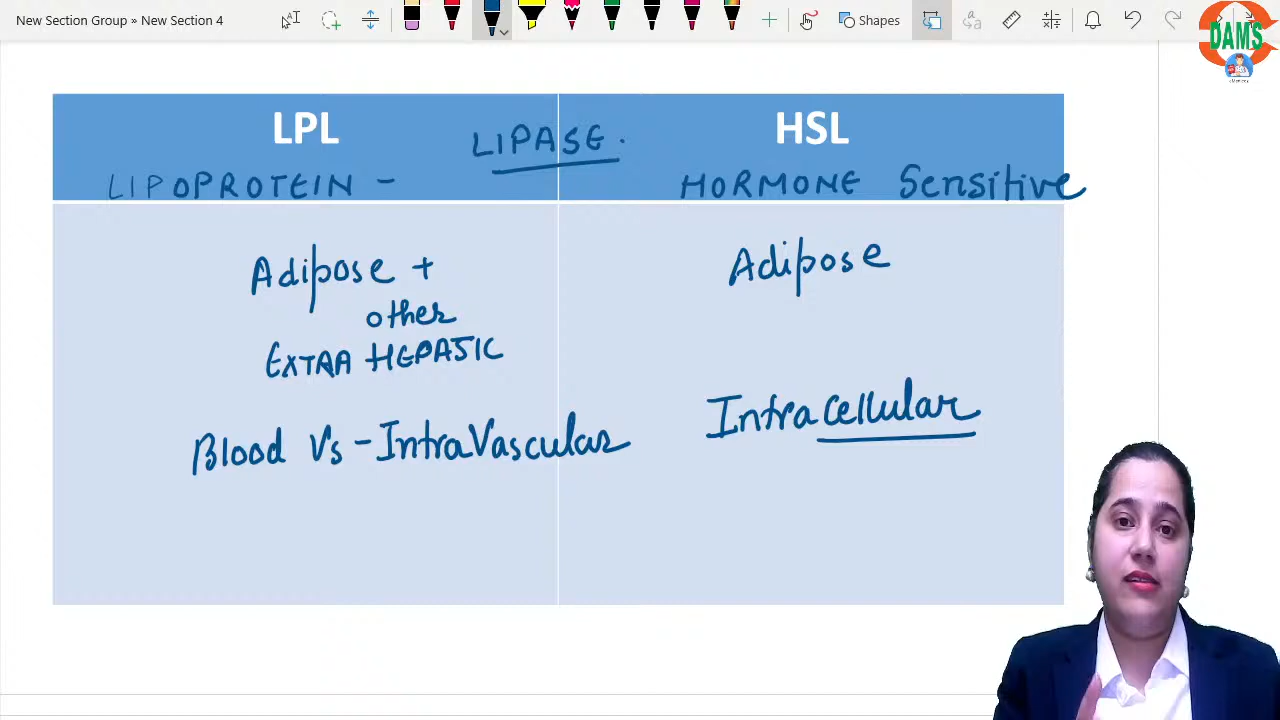 New Section Group » New Section 4
Shapes
DAMS
LPL
HSL
LIPASE.
LIPOPROTEIN -
HORMONE Sensitive
Adipose +
other
EXTRA HEPATIC
Adipose
Blood Vs - IntraVascular
Intracellular